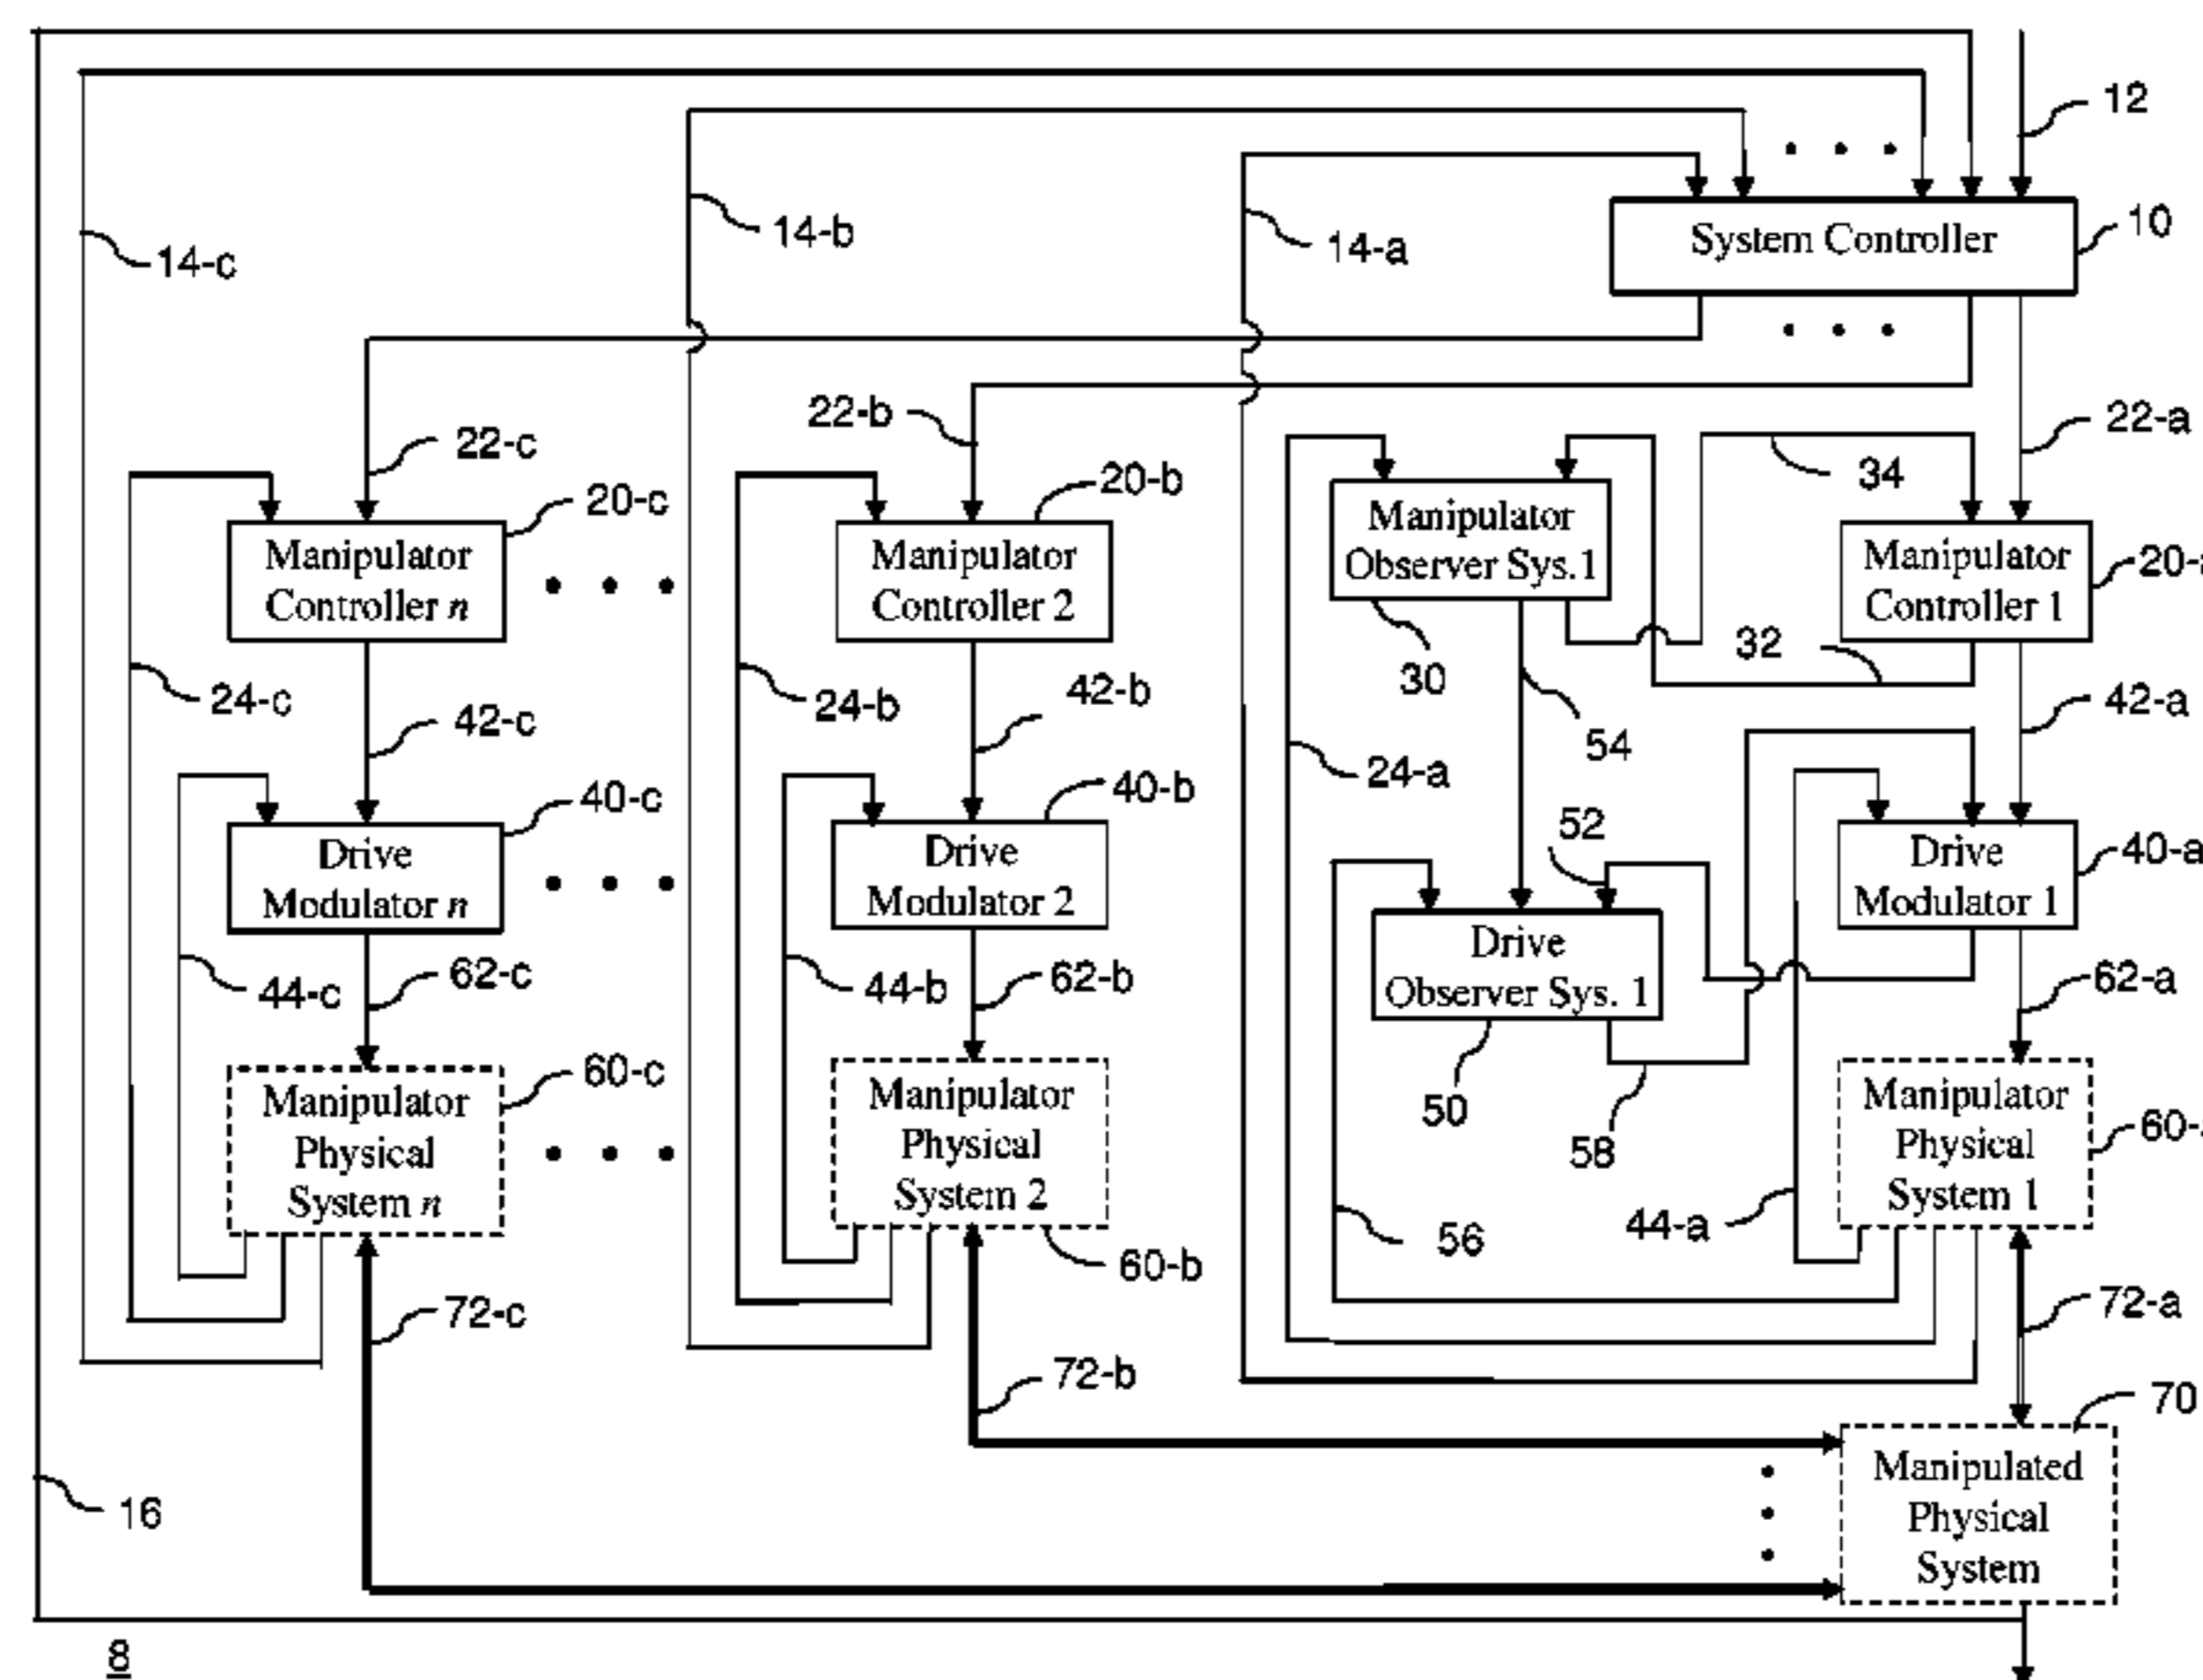 12
14-c
14-b
14-a
System Controller
10
22-c
22-b
22-a
34
20-c
20-b
Manipulator
Controller n
Manipulator
Controller 2
Manipulator
Observer Sys.1
Manipulator
Controller 1
30
32
54
24-c
42-c
24-b
42-b
24-a
42-a
40-c
40-b
52
40-a
Drive
Modulator n
Drive
Modulator 2
Drive
Observer Sys. 1
Drive
Modulator 1
44-c
62-c
44-b
62-b
50
58
62-a
60-c
Manipulator
Physical
System n
Manipulator
Physical
System 2
Manipulator
Physical
System 1
60-b
56
44-a
72-c
72-b
72-a
70
Manipulated
Physical
System
16
8